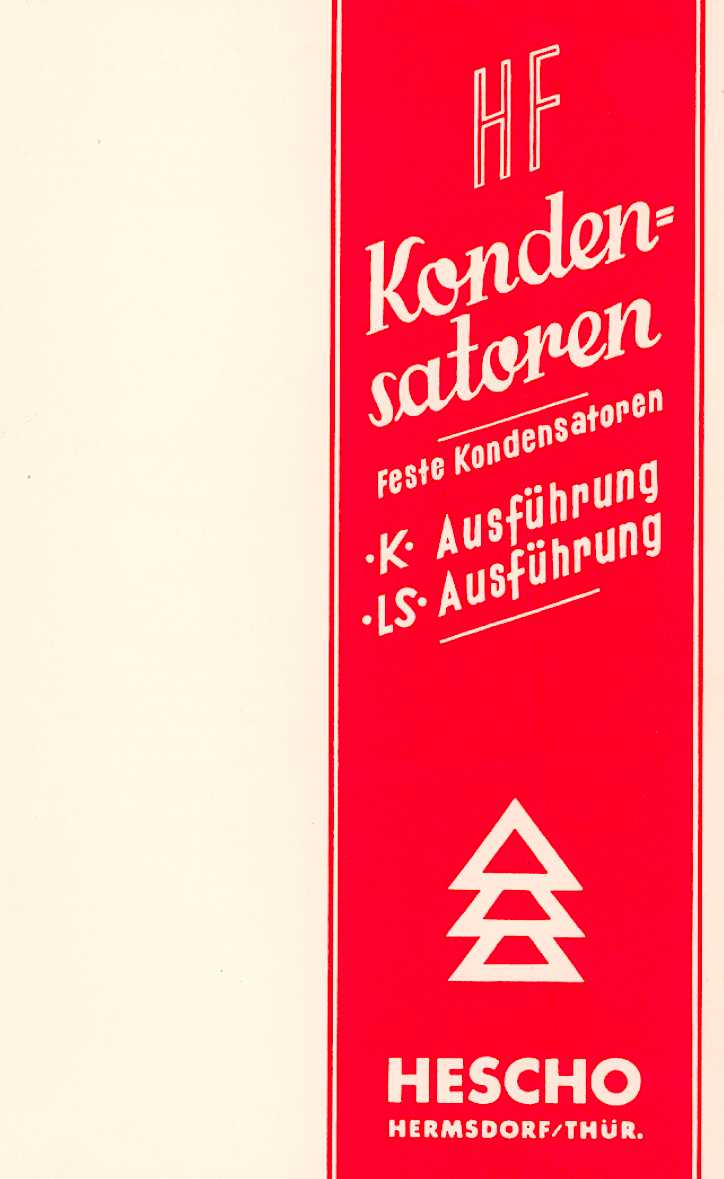 HF
Konden=
satoren
Feste Kondensatoren
·K· Ausführung
·LS· Ausführung
HESCHO
HERMSDORF/THÜR.